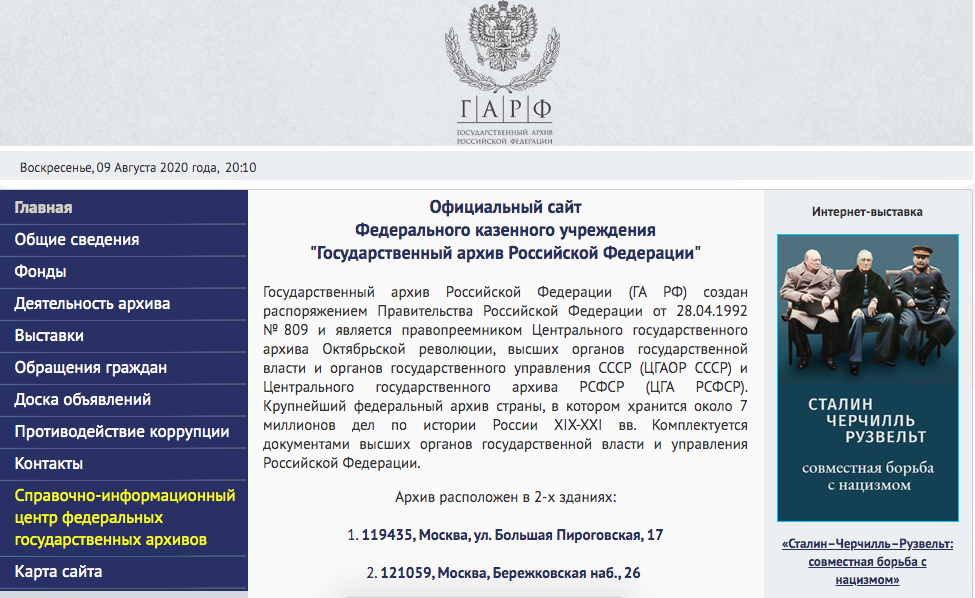 Г|А|Р|Ф
ГОСУДАРСТВЕННЫЙ АРХИВ
РОССИЙСКОЙ ФЕДЕРАЦИИ
Воскресенье, 09 Августа 2020 года, 20:10
Главная
Общие сведения
Фонды
Деятельность архива
Выставки
Обращения граждан
Доска объявлений
Противодействие коррупции
Контакты
Справочно-информационный
центр федеральных
государственных архивов
Карта сайта
Официальный сайт
Федерального казенного учреждения
"Государственный архив Российской Федерации"
Государственный архив Российской Федерации (ГА РФ) создан
распоряжением Правительства Российской Федерации от 28.04.1992
№ 809 и является правопреемником Центрального государственного
архива Октябрьской революции, высших органов государственной
власти и органов государственного управления СССР (ЦГАОР СССР) и
Центрального государственного архива РСФСР (ЦГА РСФСР).
Крупнейший федеральный архив страны, в котором хранится около 7
миллионов дел по истории России XIX-XXI вв. Комплектуется
документами высших органов государственной власти и управления
Российской Федерации.
Архив расположен в 2-х зданиях:
1. 119435, Москва, ул. Большая Пироговская, 17
2. 121059, Москва, Бережковская наб., 26
Интернет-выставка
СТАЛИН
ЧЕРЧИЛЛЬ
РУЗВЕЛЬТ
совместная борьба
с нацизмом
«Сталин–Черчилль–Рузвельт:
совместная борьба с
нацизмом»